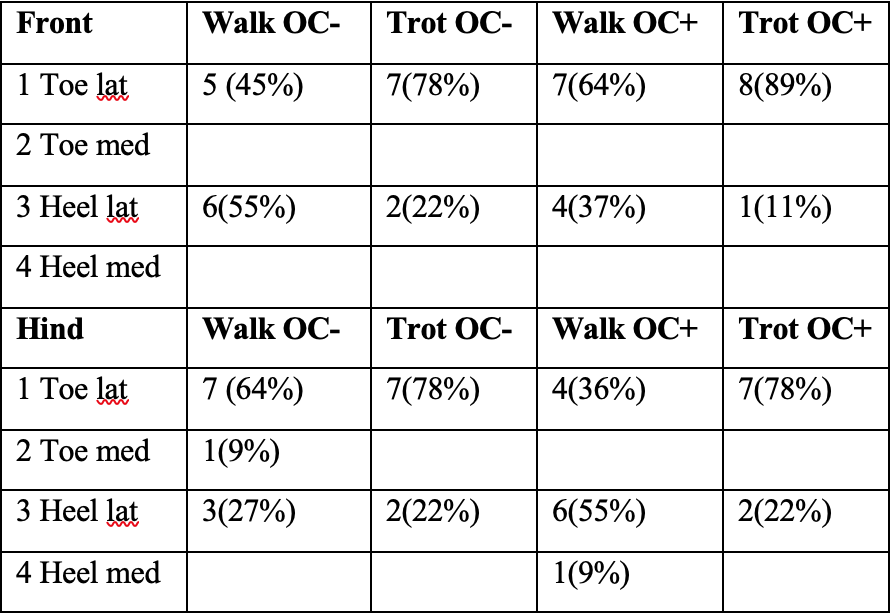 Front Walk OC- Trot OC- Walk OC+ Trot OC+
1 Toe lat 5 (45%) 7(78%) 7(64%) 8(89%)
2 Toe med
3 Heel lat 6(55%) 2(22%) 4(37%) 1(11%)
4 Heel med
Hind Walk OC- Trot OC- Walk OC+ Trot OC+
1 Toe lat 7 (64%) 7(78%) 4(36%) 7(78%)
2 Toe med 1(9%)
3 Heel lat 3(27%) 2(22%) 6(55%) 2(22%)
4 Heel med 1(9%)